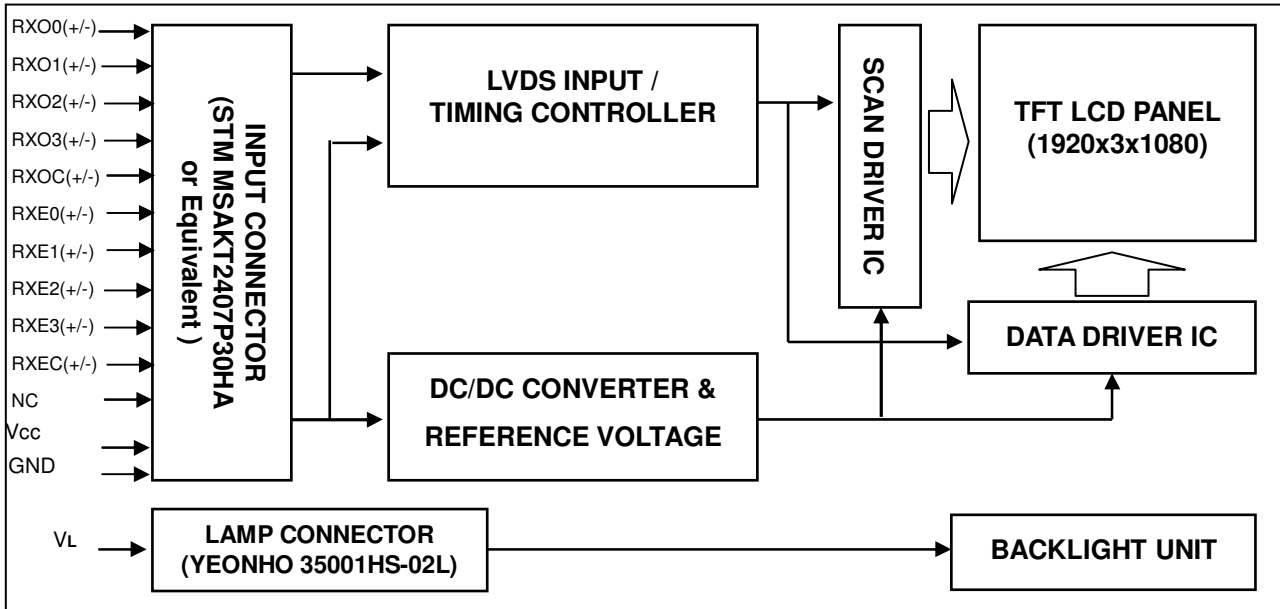 RXO0(+/-)
RXO1(+/-)
RXO2(+/-)
RXO3(+/-)
RXOC(+/-)
RXE0(+/-)
RXE1(+/-)
RXE2(+/-)
RXE3(+/-)
RXEC(+/-)
NC
Vcc
GND
VL
INPUT CONNECTOR
(STM MSAKT2407P30HA
or Equivalent )
LVDS INPUT /
TIMING CONTROLLER
DC/DC CONVERTER &
REFERENCE VOLTAGE
SCAN DRIVER IC
TFT LCD PANEL
(1920x3x1080)
DATA DRIVER IC
LAMP CONNECTOR
(YEONHO 35001HS-02L)
BACKLIGHT UNIT